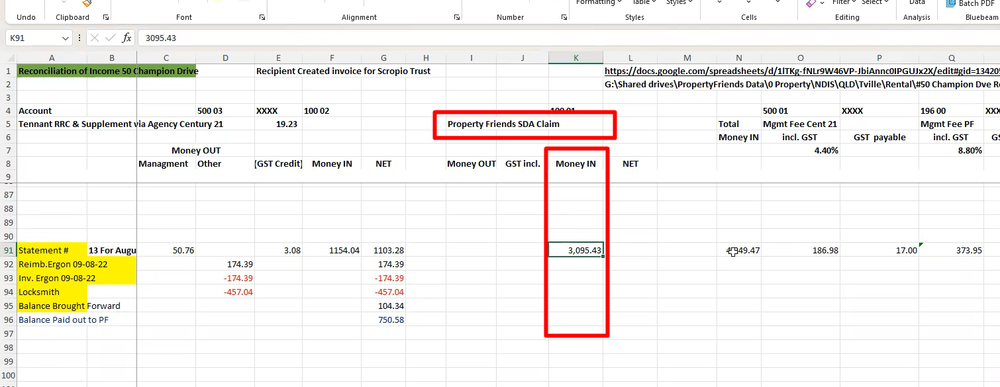 Formatting Table Styles Filter Select Data Batch PDF
Undo Clipboard Font Alignment Number Styles Cells Editing Analysis Bluebeam
K91 fx 3095.43
A B C D E F G H I J K L M N O P Q
1 Reconciliation of Income 50 Champion Drive Recipient Created invoice for Scropio Trust https://docs.google.com/spreadsheets/d/1lTKg-fNLr9W46VP-JbiAnnc0IPGUJx2X/edit#gid=13420
2 G:\Shared drives\PropertyFriends Data\0 Property\NDIS\QLD\Tville\Rental\#50 Champion Dve
3
4 Account 500 03 XXXX 100 02 100 01 500 01 XXXX 196 00
5 Tennant RRC & Supplement via Agency Century 21 19.23 Property Friends SDA Claim Total Mgmt Fee Cent 21 Mgmt Fee PF
6 Money IN incl. GST GST payable incl. GST
7 Money OUT 4.40% 8.80%
8 Managment Other (GST Credit) Money IN NET Money OUT GST incl. Money IN NET
9
87
88
89
90
91 Statement # 13 For Augu 50.76 3.08 1154.04 1103.28 3,095.43 49.47 186.98 17.00 373.95
92 Reimb.Ergon 09-08-22 174.39 174.39
93 Inv. Ergon 09-08-22 -174.39 -174.39
94 Locksmith -457.04 -457.04
95 Balance Brought Forward 104.34
96 Balance Paid out to PF 750.58
97
98
99
100